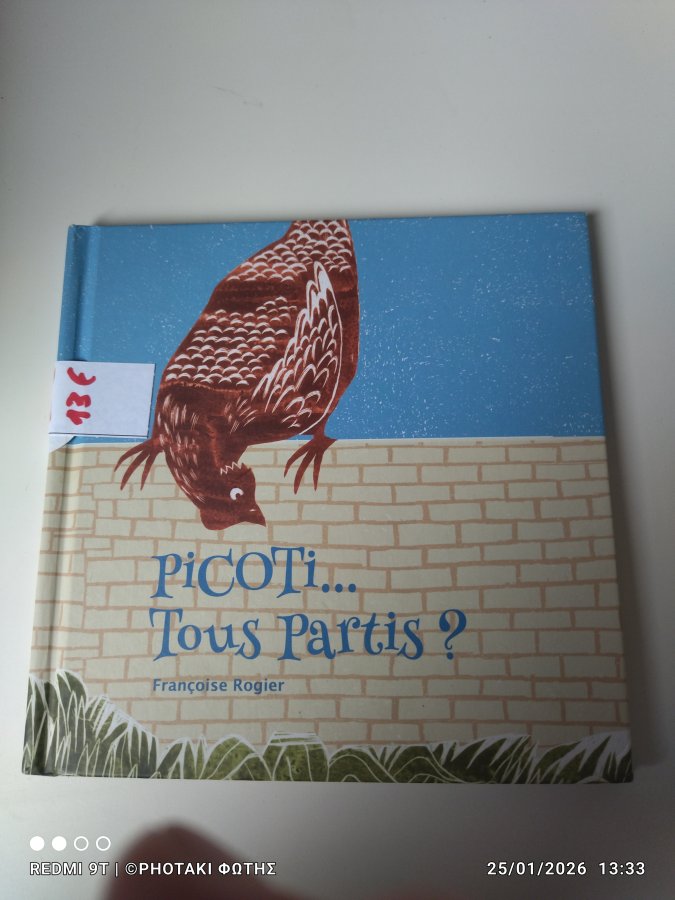 13€
PiCOTi...
Tous Partis ?
Françoise Rogier
REDMI 9T | ©PHOTAKI ΦΩΤΗΣ
25/01/2026 13:33